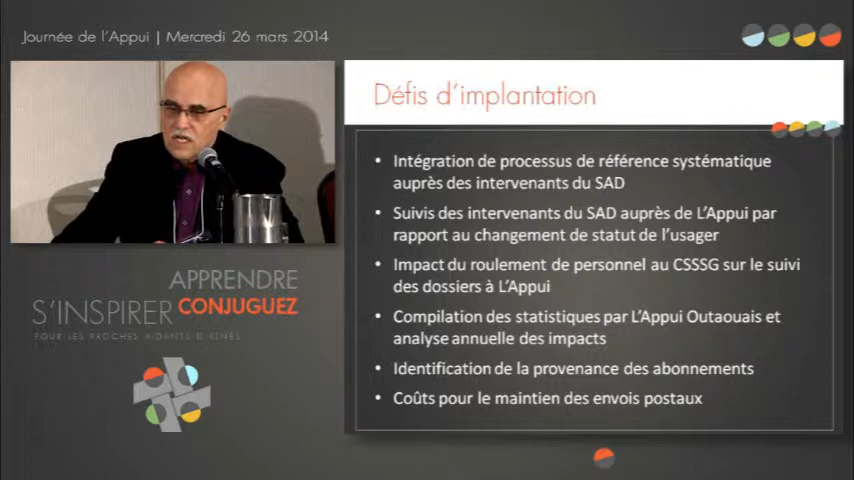 Journée de l'Appui | Mercredi 26 mars 2014
Défis d'implantation
• Intégration de processus de référence systématique
auprès des intervenants du SAD
• Suivis des intervenants du SAD auprès de L'Appui par
rapport au changement de statut de l'usager
• Impact du roulement de personnel au CSSSG sur le suivi
des dossiers à L'Appui
• Compilation des statistiques par L'Appui Outaouais et
analyse annuelle des impacts
• Identification de la provenance des abonnements
• Coûts pour le maintien des envois postaux
APPRENDRE
S'INSPIRER CONJUGUEZ
POUR LES PROCHES AIDANTS D'AÎNÉS